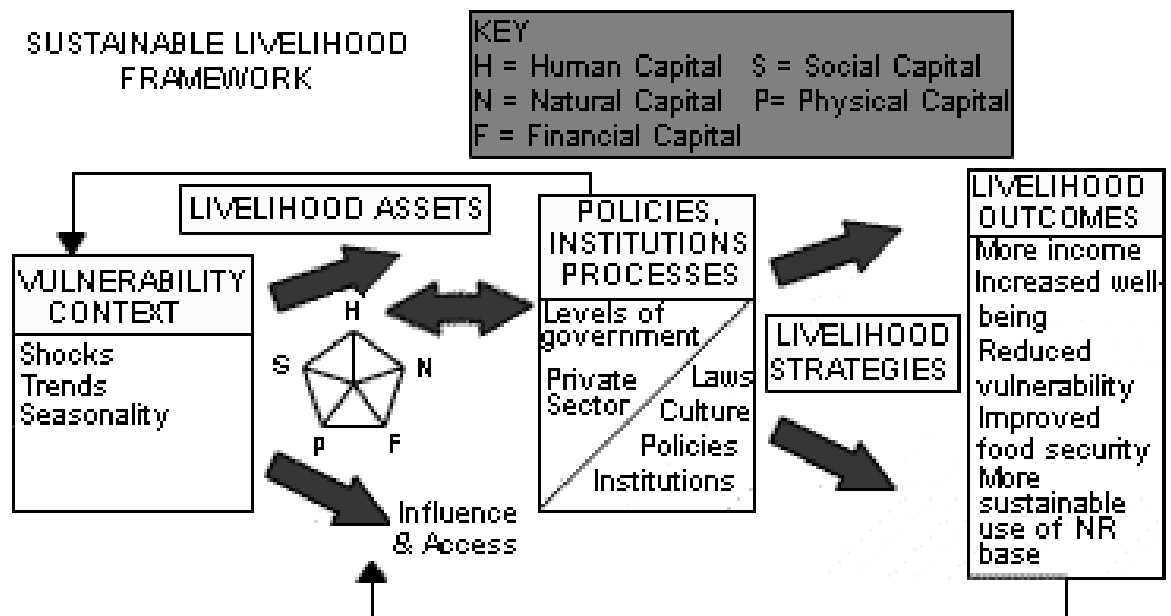 SUSTAINABLE LIVELIHOOD
FRAMEWORK
KEY
H = Human Capital S = Social Capital
N = Natural Capital P= Physical Capital
F = Financial Capital
LIVELIHOOD ASSETS
VULNERABILITY
CONTEXT
Shocks
Trends
Seasonality
H
S
N
P
F
Influence
& Access
POLICIES,
INSTITUTIONS
PROCESSES
Levels of
government
Private
Sector
Laws
Culture
Policies
Institutions
LIVELIHOOD
STRATEGIES
LIVELIHOOD
OUTCOMES
More income
Increased well-
being
Reduced
vulnerability
Improved
food security
More
sustainable
use of NR
base